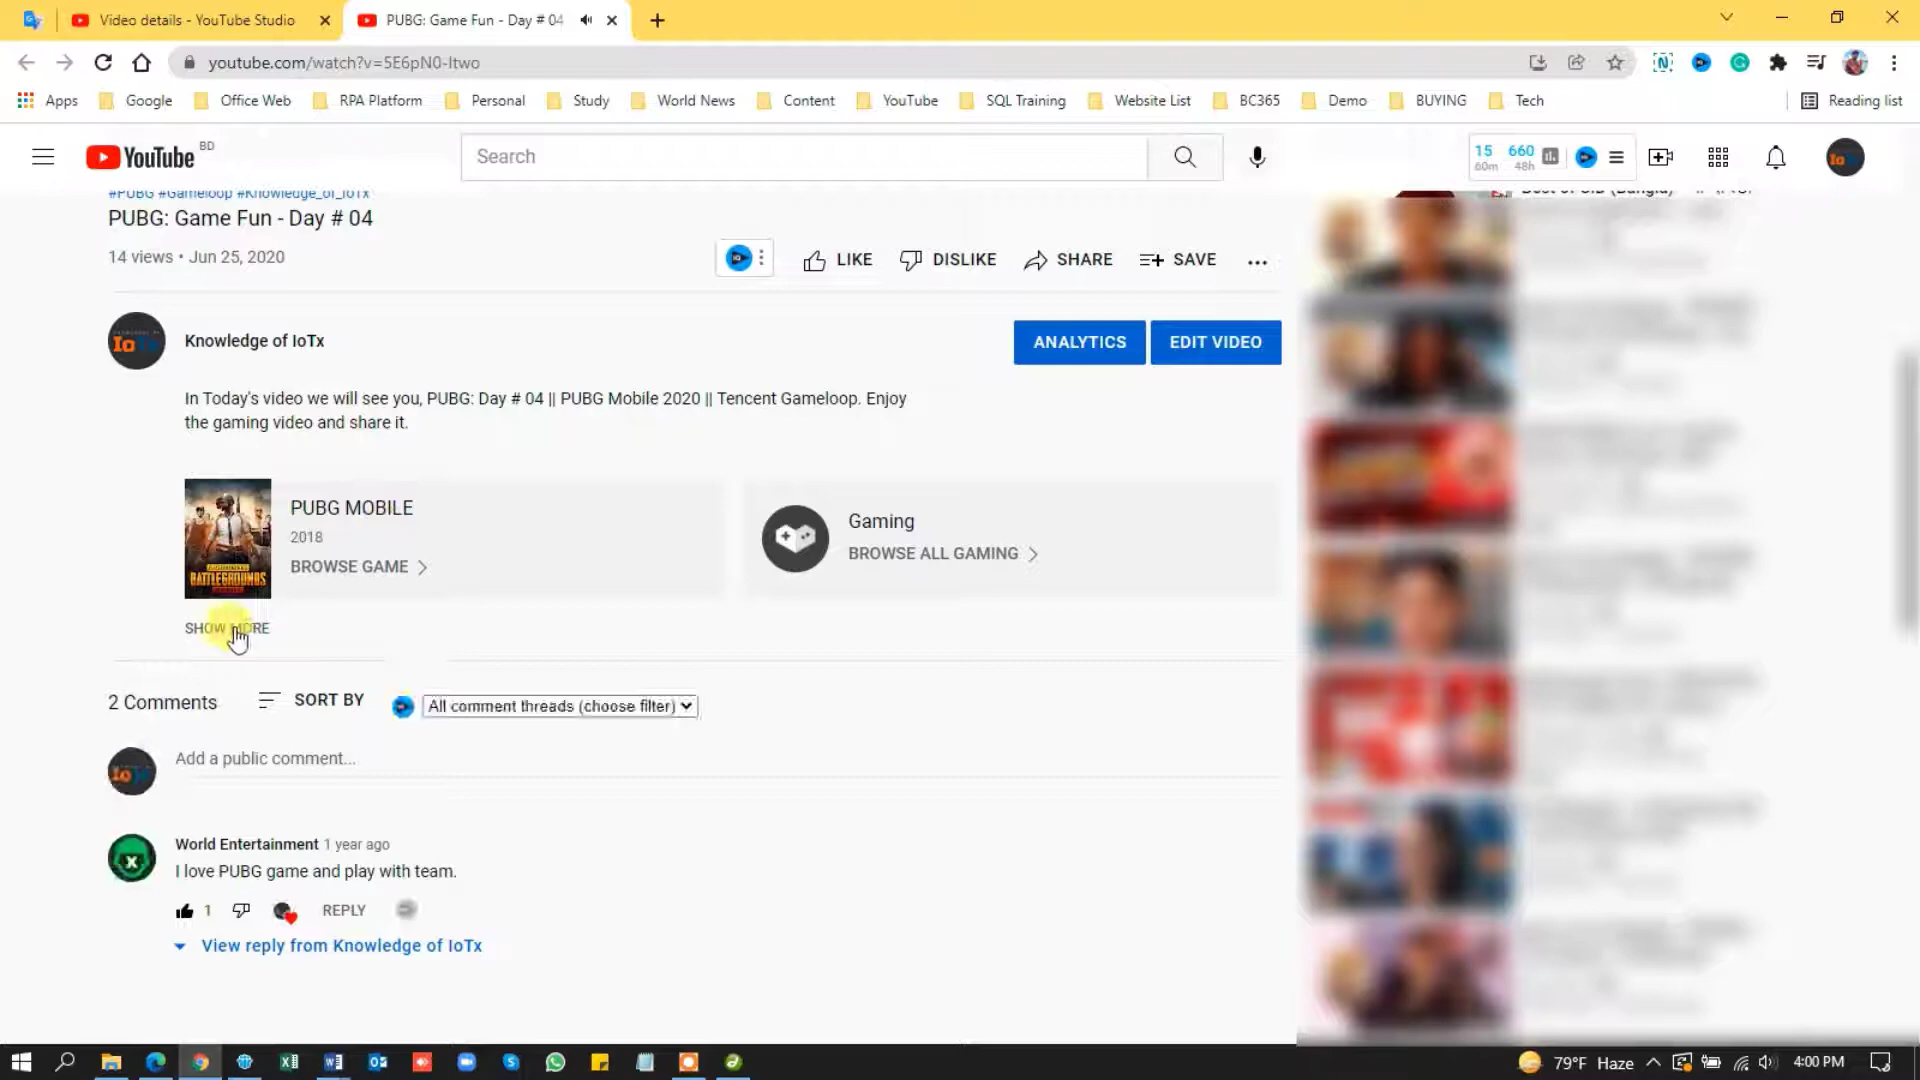 Video details - YouTube Studio
PUBG: Game Fun - Day # 04
youtube.com/watch?v=5E6pN0-Itwo
Apps
Google
Office Web
RPA Platform
Personal
Study
World News
Content
YouTube
SQL Training
Website List
BC365
Demo
BUYING
Tech
Reading list
YouTube BD
Search
15 660
60m 48h
#PUBG #Gameloop #Knowledge_of_IoTx
PUBG: Game Fun - Day # 04
14 views • Jun 25, 2020
LIKE
DISLIKE
SHARE
SAVE
Knowledge of IoTx
ANALYTICS
EDIT VIDEO
In Today's video we will see you, PUBG: Day # 04 || PUBG Mobile 2020 || Tencent Gameloop. Enjoy
the gaming video and share it.
PUBG MOBILE
2018
BROWSE GAME
BATTLEGROUNDS
Gaming
BROWSE ALL GAMING
SHOW MORE
2 Comments
SORT BY
All comment threads (choose filter)
Add a public comment...
World Entertainment 1 year ago
I love PUBG game and play with team.
1
REPLY
View reply from Knowledge of IoTx
79°F Haze
4:00 PM